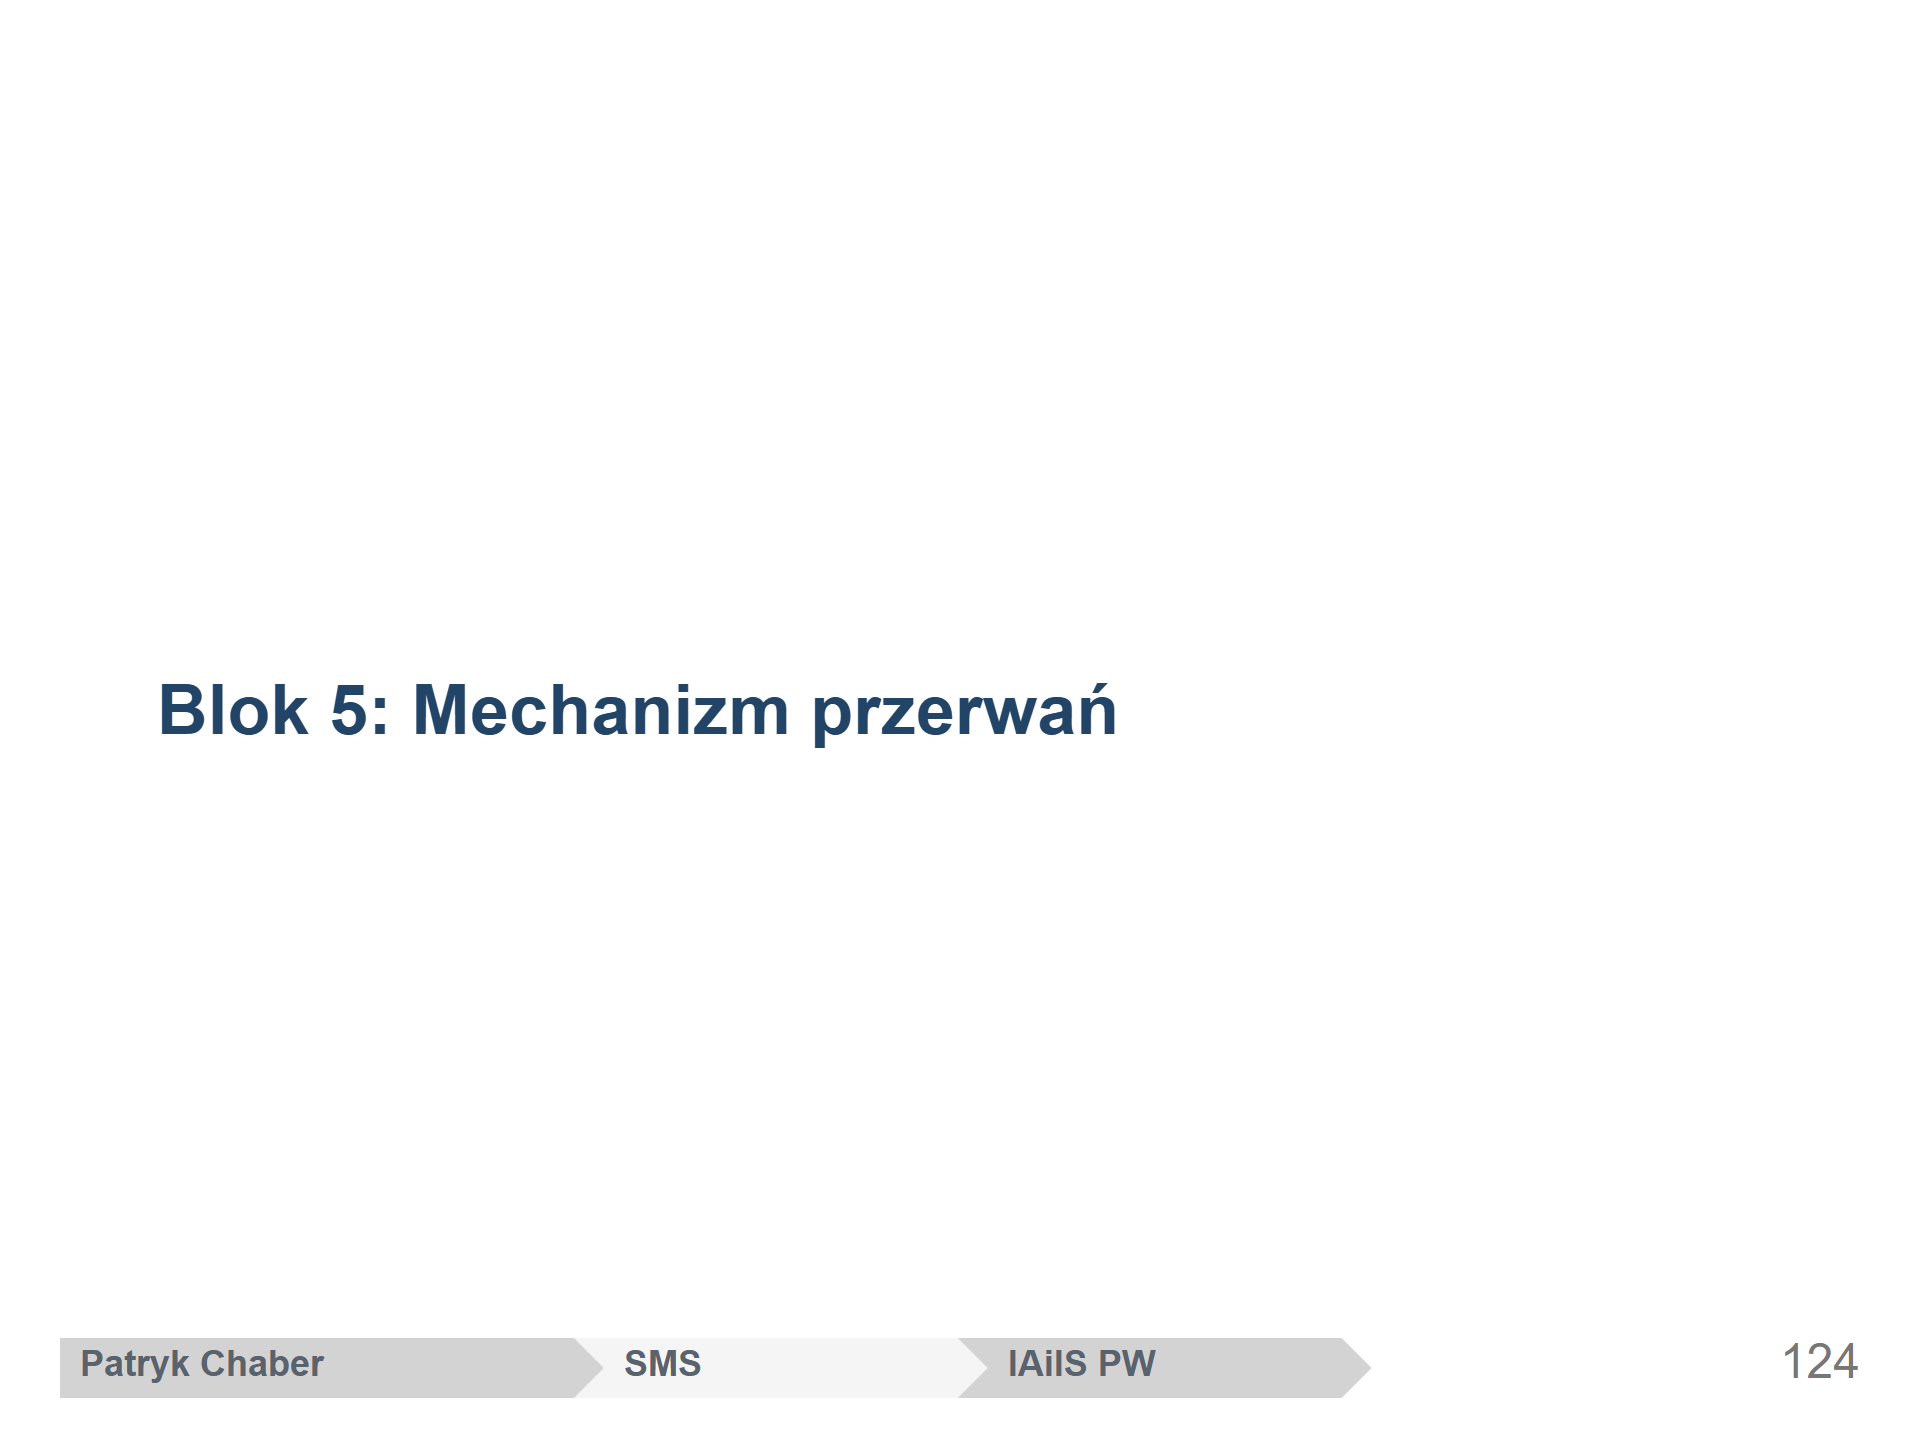 Blok 5: Mechanizm przerwań
Patryk Chaber
SMS
IAiIS PW
124